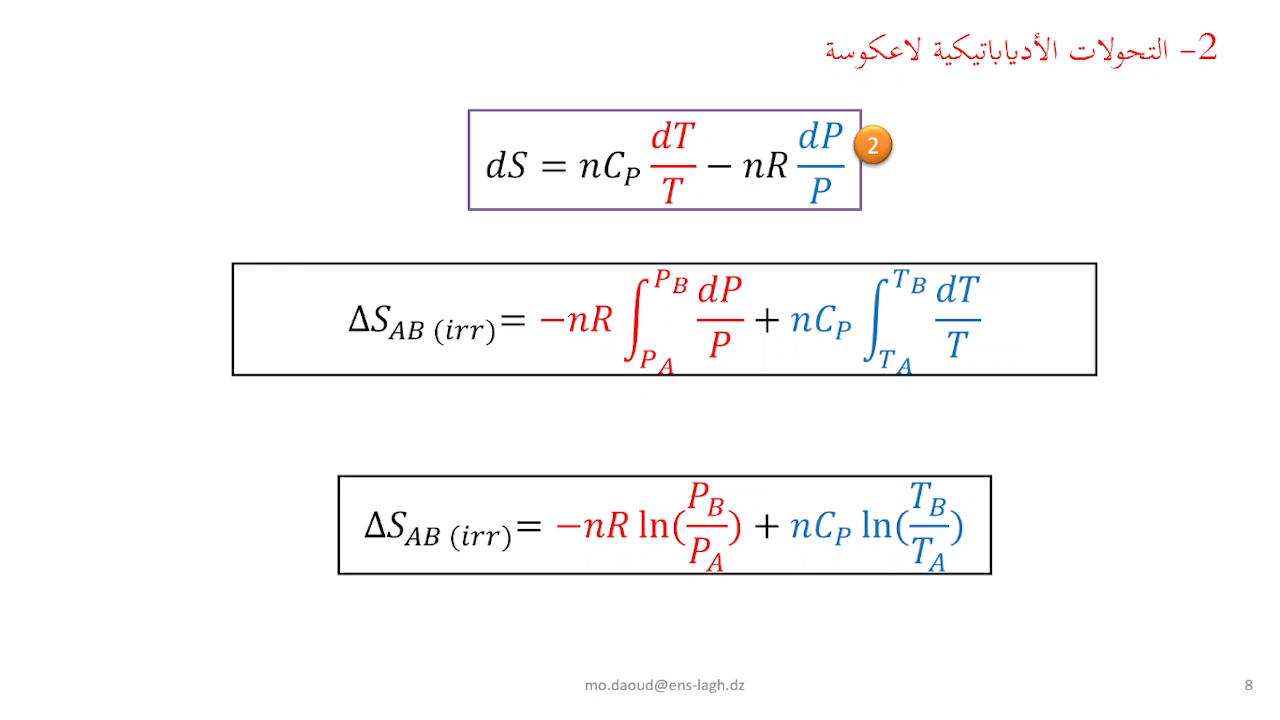 2- التحولات الأدياباتيكية لاعكوسة
dS = nC_P dT/T − nR dP/P
2
ΔS_AB (irr) = −nR ∫_{P_A}^{P_B} dP/P + nC_P ∫_{T_A}^{T_B} dT/T
ΔS_AB (irr) = −nR ln(P_B/P_A) + nC_P ln(T_B/T_A)
mo.daoud@ens-lagh.dz
8